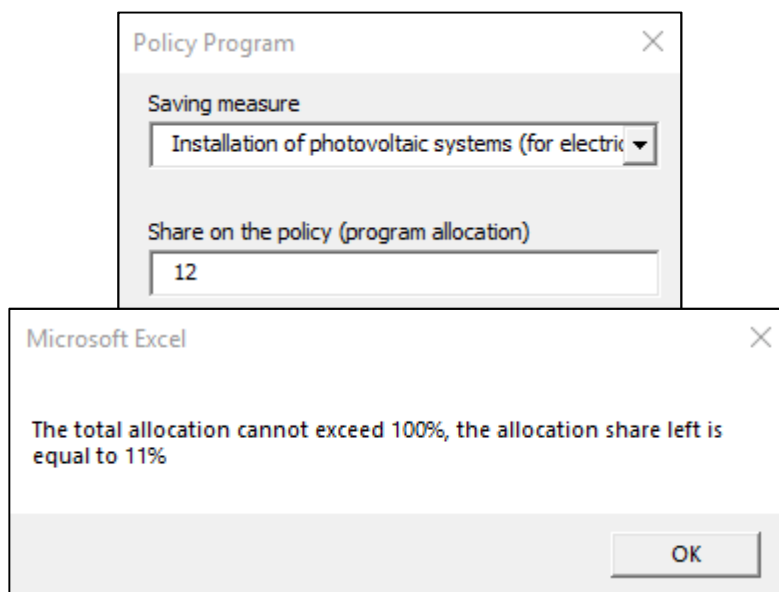 Policy Program
Saving measure
Installation of photovoltaic systems (for electric
Share on the policy (program allocation)
12
Microsoft Excel
The total allocation cannot exceed 100%, the allocation share left is
equal to 11%
OK